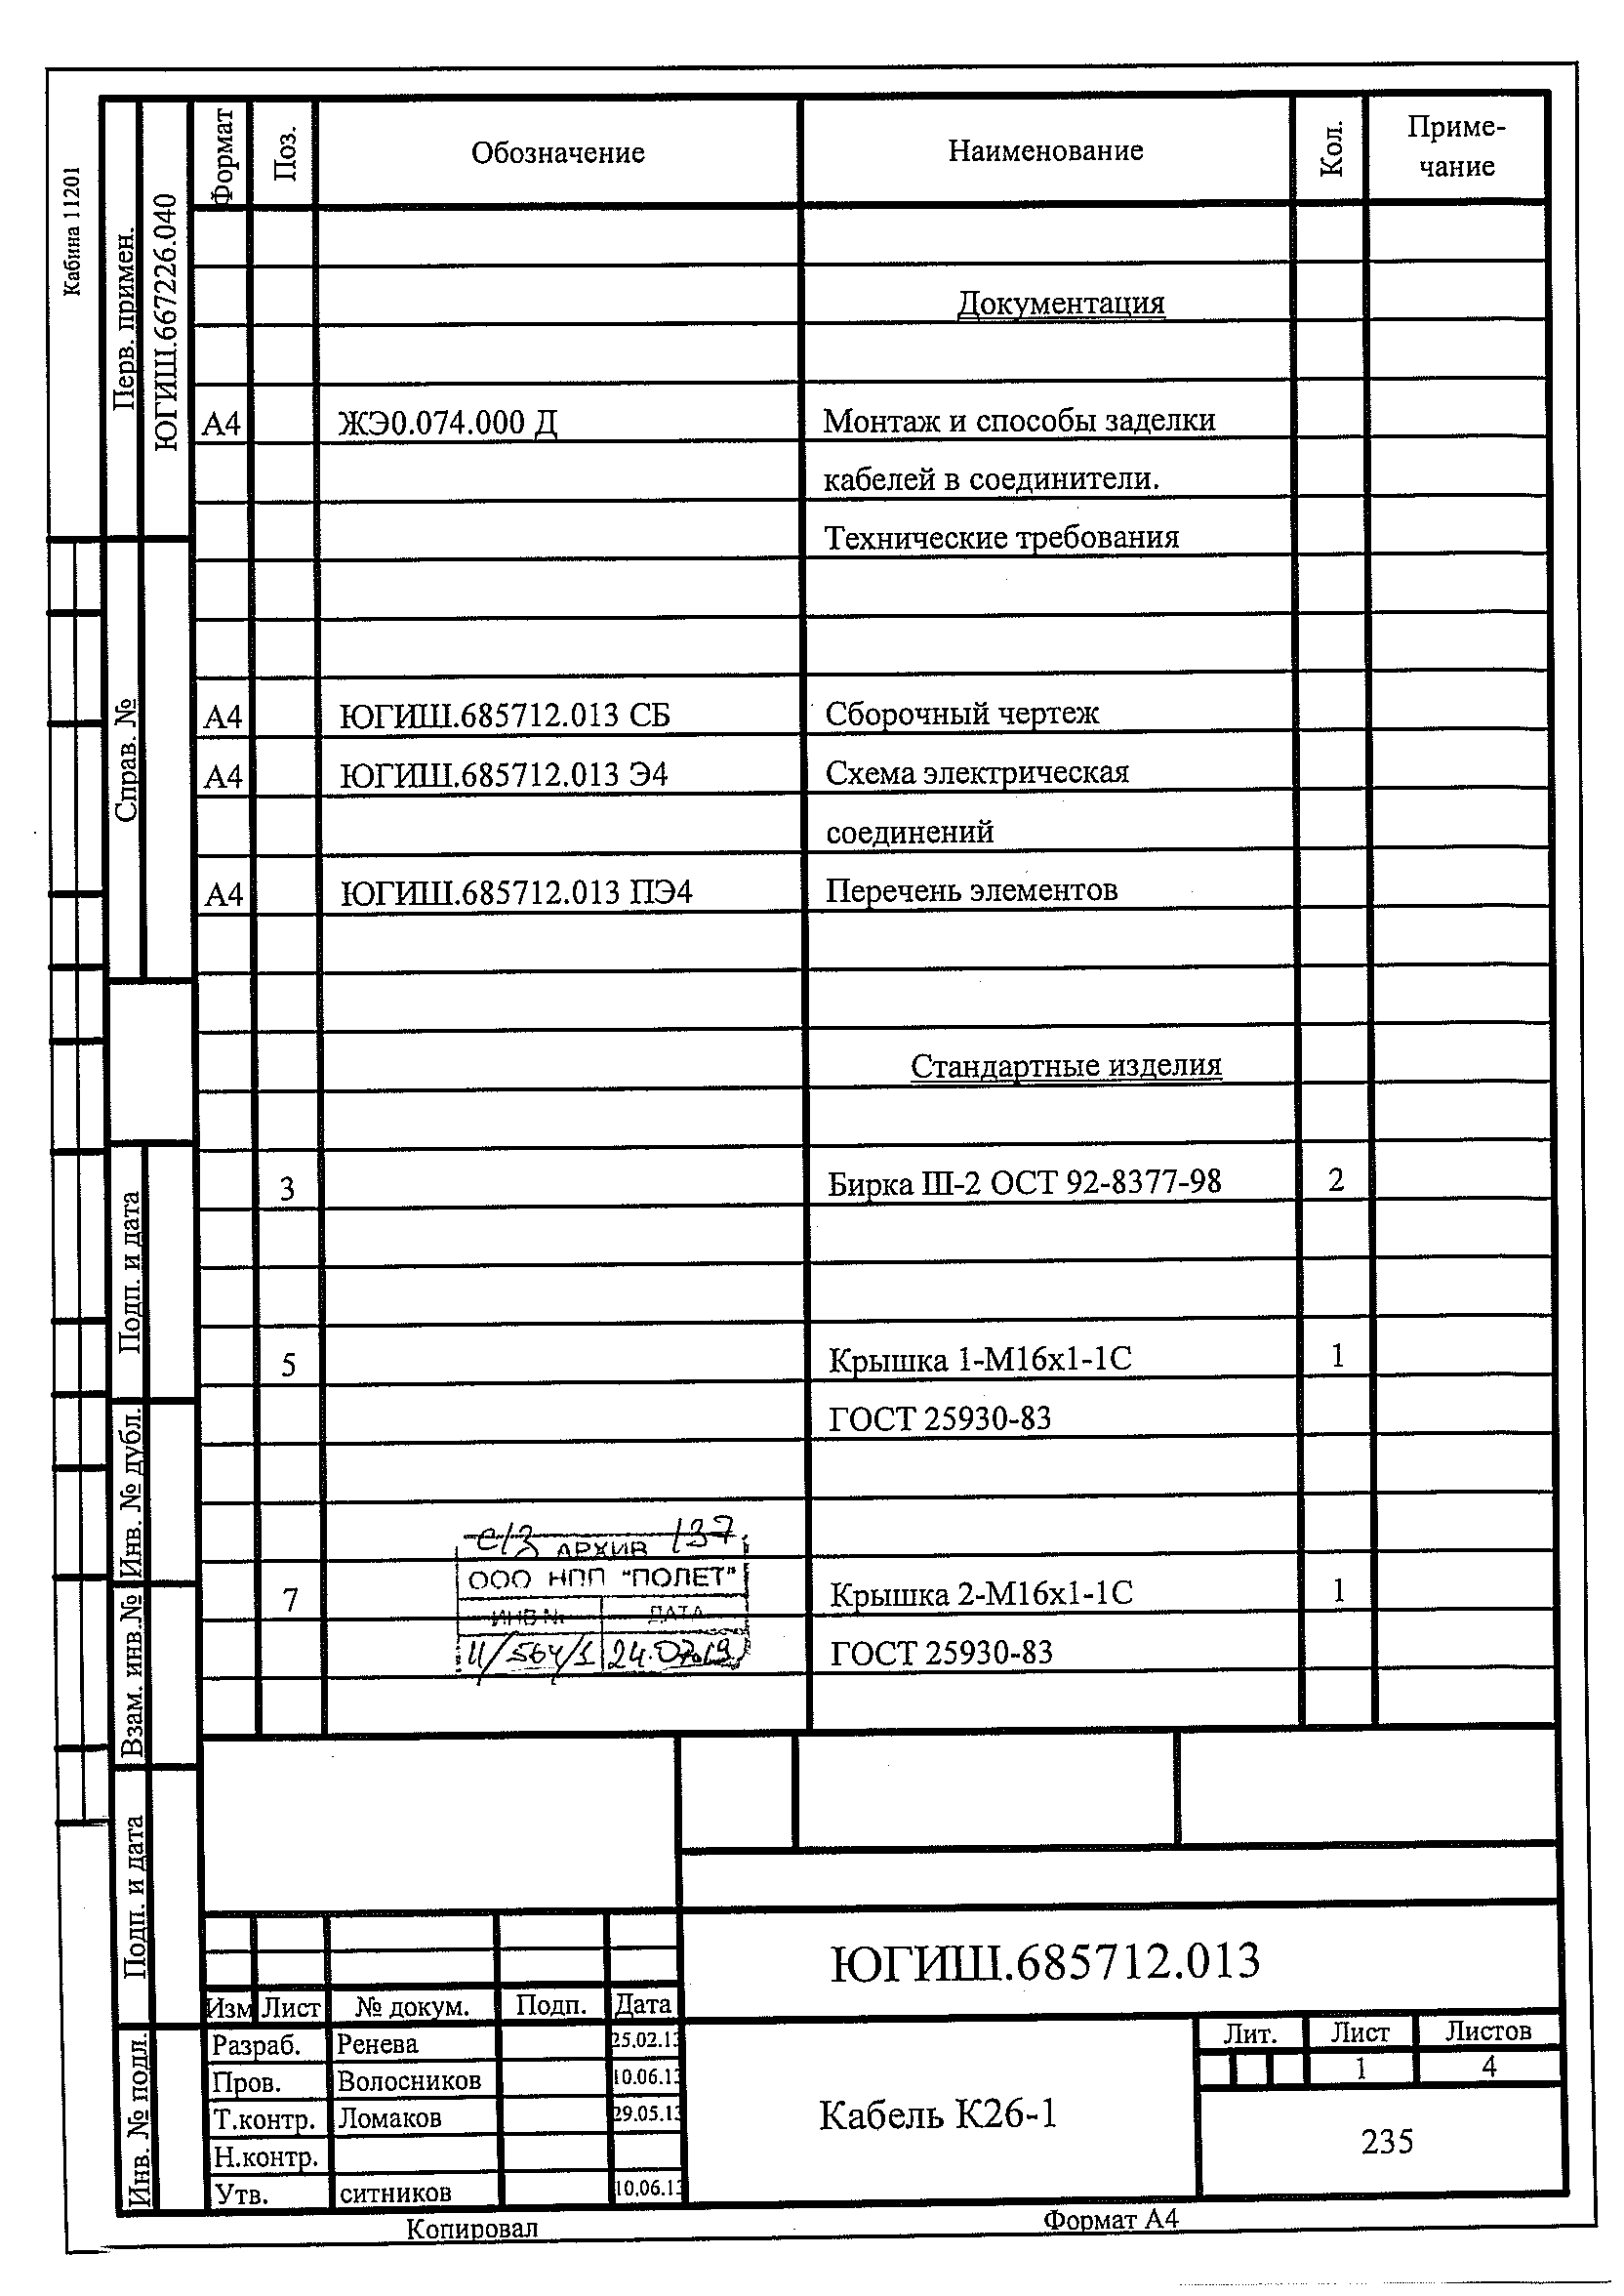 Кабина 11201
Перв. примен.
ЮГИШ.667226.040
Справ. №
Подп. и дата
Инв. № дубл.
Взам. инв.№
Подп. и дата
Инв. № подл.
Формат Поз. Обозначение Наименование Кол. Приме-
чание
Документация
А4 ЖЭ0.074.000 Д Монтаж и способы заделки
кабелей в соединители.
Технические требования
А4 ЮГИШ.685712.013 СБ Сборочный чертеж
А4 ЮГИШ.685712.013 Э4 Схема электрическая
соединений
А4 ЮГИШ.685712.013 ПЭ4 Перечень элементов
Стандартные изделия
3 Бирка Ш-2 ОСТ 92-8377-98 2
5 Крышка 1-М16х1-1С 1
ГОСТ 25930-83
7 Крышка 2-М16х1-1С 1
ГОСТ 25930-83
с/з АРХИВ 137
ООО НПП "ПОЛЕТ"
ИНВ.№ ДАТА
11/564/1 24.07.19
ЮГИШ.685712.013
Изм Лист № докум. Подп. Дата
Разраб. Ренева 25.02.13
Пров. Волосников 10.06.13
Т.контр. Ломаков 29.05.13
Н.контр.
Утв. ситников 10.06.13
Кабель К26-1
Лит. Лист Листов
1 4
235
Копировал Формат А4